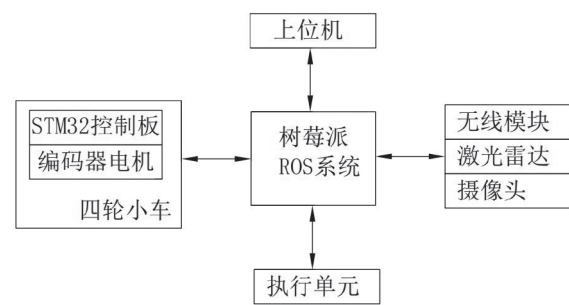 上位机
STM32控制板
编码器电机
四轮小车
树莓派
ROS系统
无线模块
激光雷达
摄像头
执行单元